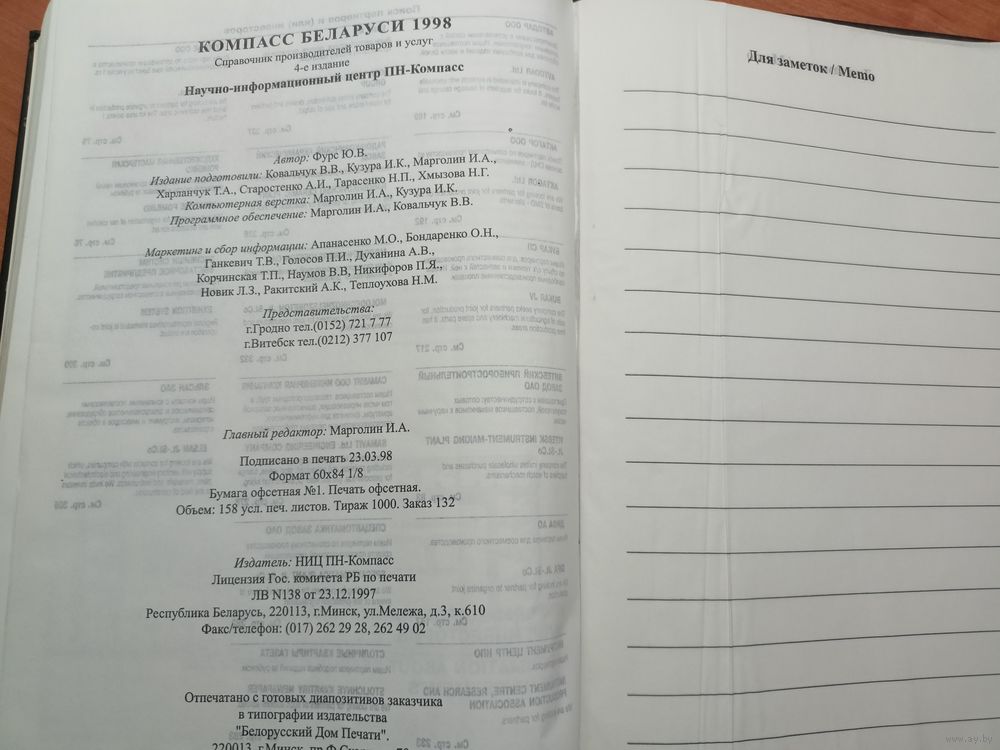 КОМПАСС БЕЛАРУСИ 1998
Справочник производителей товаров и услуг
4-е издание
Научно-информационный центр ПН-Компасс
Автор: Фурс Ю.В.
Издание подготовили: Ковальчук В.В., Кузура И.К., Марголин И.А.,
Харланчук Т.А., Старостенко А.И., Тарасенко Н.П., Хмызова Н.Г.
Компьютерная верстка: Марголин И.А., Кузура И.К.
Программное обеспечение: Марголин И.А., Ковальчук В.В.
Маркетинг и сбор информации: Апанасенко М.О., Бондаренко О.Н.,
Ганкевич Т.В., Голосов П.И., Духанина А.В.,
Корчинская Т.П., Наумов В.В, Никифоров П.Я.,
Новик Л.З., Ракитский А.К., Теплоухова Н.М.
Представительства:
г.Гродно тел.(0152) 721 7 77
г.Витебск тел.(0212) 377 107
Главный редактор: Марголин И.А.
Подписано в печать 23.03.98
Формат 60х84 1/8
Бумага офсетная №1. Печать офсетная.
Объем: 158 усл. печ. листов. Тираж 1000. Заказ 132
Издатель: НИЦ ПН-Компасс
Лицензия Гос. комитета РБ по печати
ЛВ N138 от 23.12.1997
Республика Беларусь, 220113, г.Минск, ул.Мележа, д.3, к.610
Факс/телефон: (017) 262 29 28, 262 49 02
Отпечатано с готовых диапозитивов заказчика
в типографии издательства
"Белорусский Дом Печати".
220013, г.Минск, пр.Ф.
Для заметок / Memo
www.ay.by